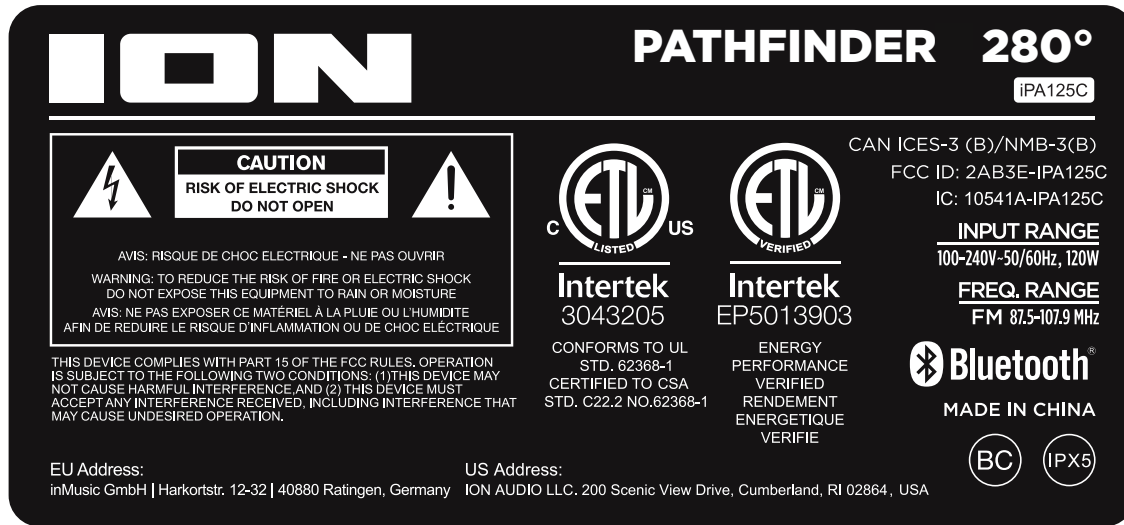 ION
PATHFINDER 280°
iPA125C
CAUTION
RISK OF ELECTRIC SHOCK
DO NOT OPEN
AVIS: RISQUE DE CHOC ELECTRIQUE - NE PAS OUVRIR
WARNING: TO REDUCE THE RISK OF FIRE OR ELECTRIC SHOCK
DO NOT EXPOSE THIS EQUIPMENT TO RAIN OR MOISTURE
AVIS: NE PAS EXPOSER CE MATÉRIEL À LA PLUIE OU L'HUMIDITE
AFIN DE REDUIRE LE RISQUE D'INFLAMMATION OU DE CHOC ELÉCTRIQUE
THIS DEVICE COMPLIES WITH PART 15 OF THE FCC RULES. OPERATION
IS SUBJECT TO THE FOLLOWING TWO CONDITIONS: (1)THIS DEVICE MAY
NOT CAUSE HARMFUL INTERFERENCE,AND (2) THIS DEVICE MUST
ACCEPT ANY INTERFERENCE RECEIVED, INCLUDING INTERFERENCE THAT
MAY CAUSE UNDESIRED OPERATION.
C ETL CM US
LISTED
Intertek
3043205
CONFORMS TO UL
STD. 62368-1
CERTIFIED TO CSA
STD. C22.2 NO.62368-1
ETL CM
VERIFIED
Intertek
EP5013903
ENERGY
PERFORMANCE
VERIFIED
RENDEMENT
ENERGETIQUE
VERIFIE
CAN ICES-3 (B)/NMB-3(B)
FCC ID: 2AB3E-IPA125C
IC: 10541A-IPA125C
INPUT RANGE
100-240V~50/60Hz, 120W
FREQ. RANGE
FM 87.5-107.9 MHz
Bluetooth®
MADE IN CHINA
BC IPX5
EU Address:
inMusic GmbH | Harkortstr. 12-32 | 40880 Ratingen, Germany
US Address:
ION AUDIO LLC. 200 Scenic View Drive, Cumberland, RI 02864, USA